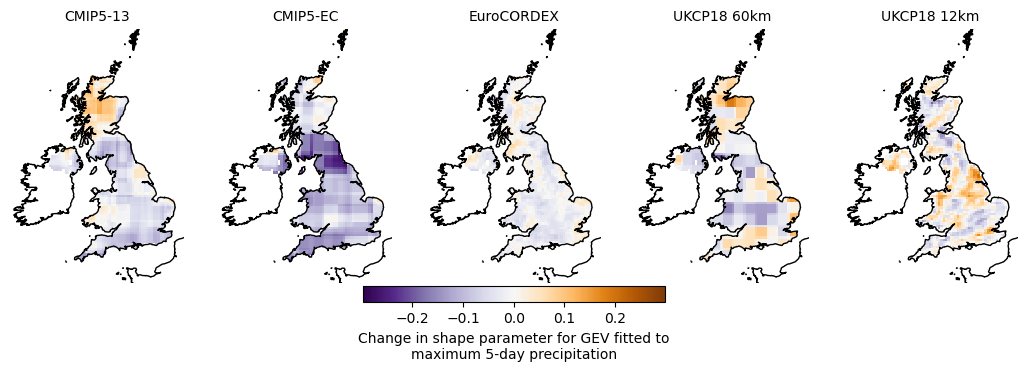 CMIP5-13
CMIP5-EC
EuroCORDEX
UKCP18 60km
UKCP18 12km
−0.2
−0.1
0.0
0.1
0.2
Change in shape parameter for GEV fitted to
maximum 5-day precipitation